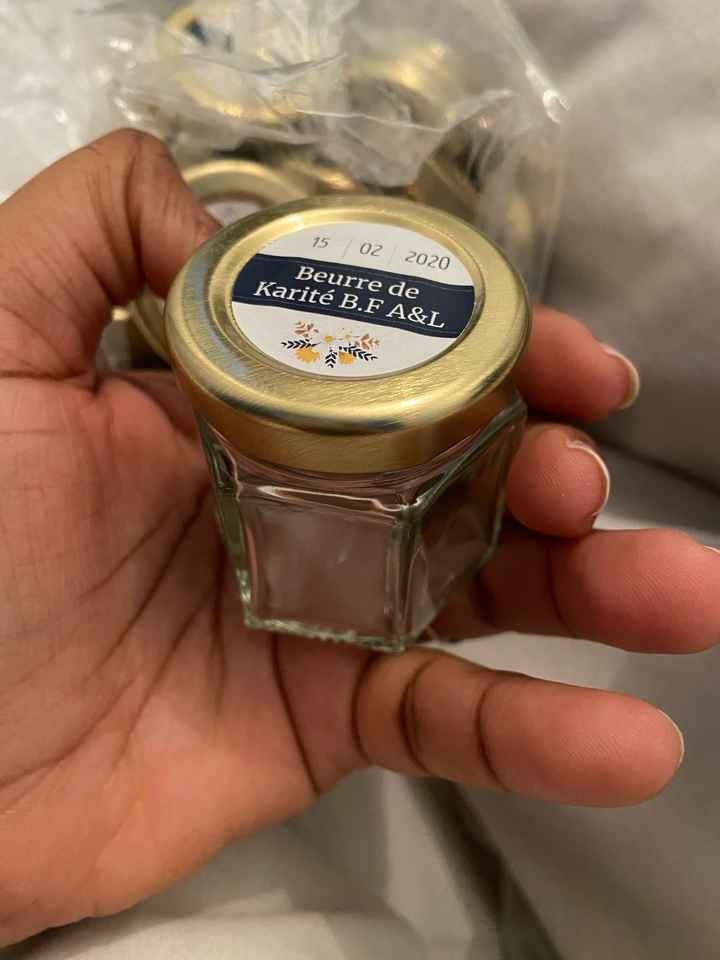 15 | 02 | 2020
Beurre de
Karité B.F A&L